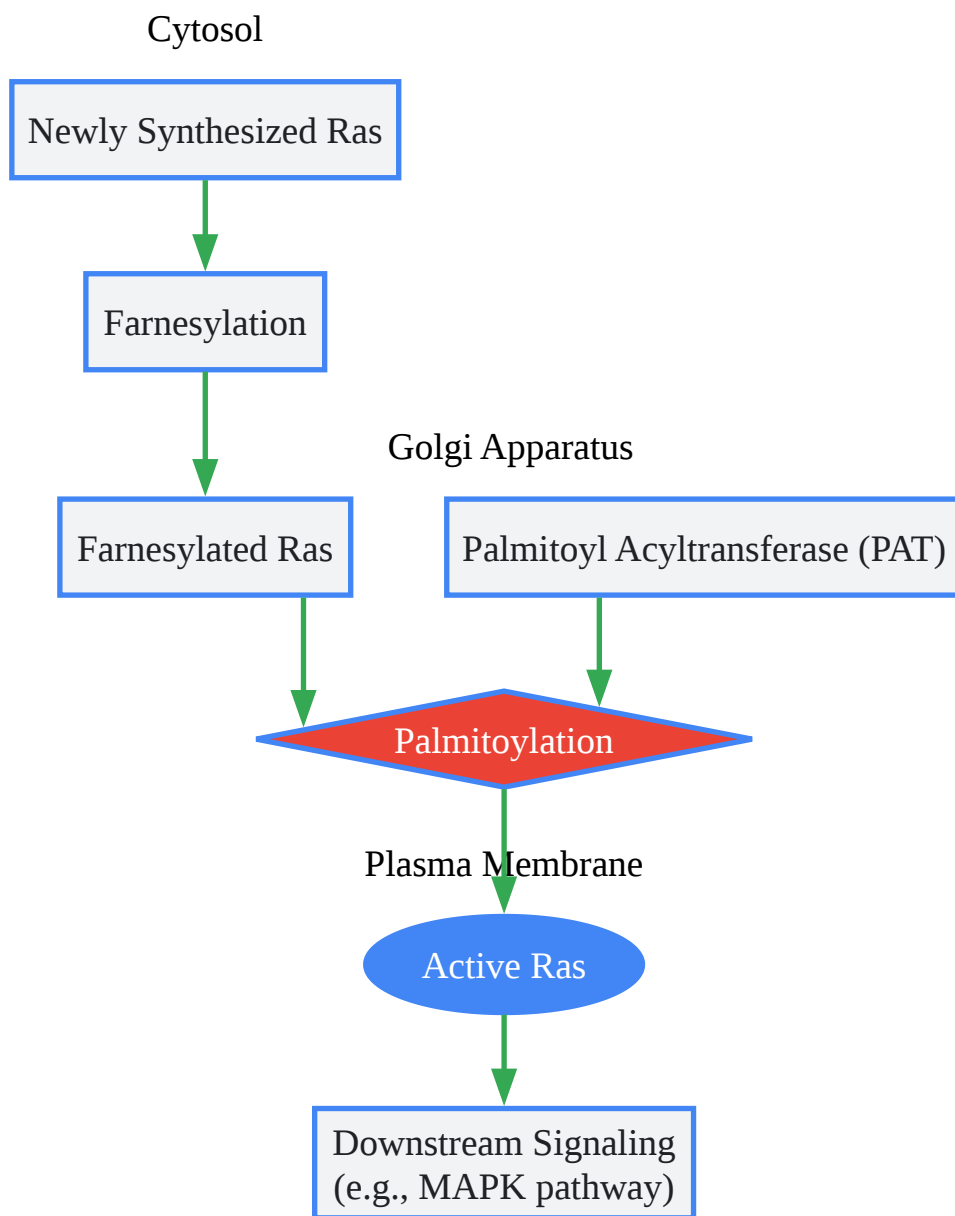 Cytosol
Newly Synthesized Ras
Farnesylation
Golgi Apparatus
Farnesylated Ras
Palmitoyl Acyltransferase (PAT)
Palmitoylation
Plasma Membrane
Active Ras
Downstream Signaling
(e.g., MAPK pathway)